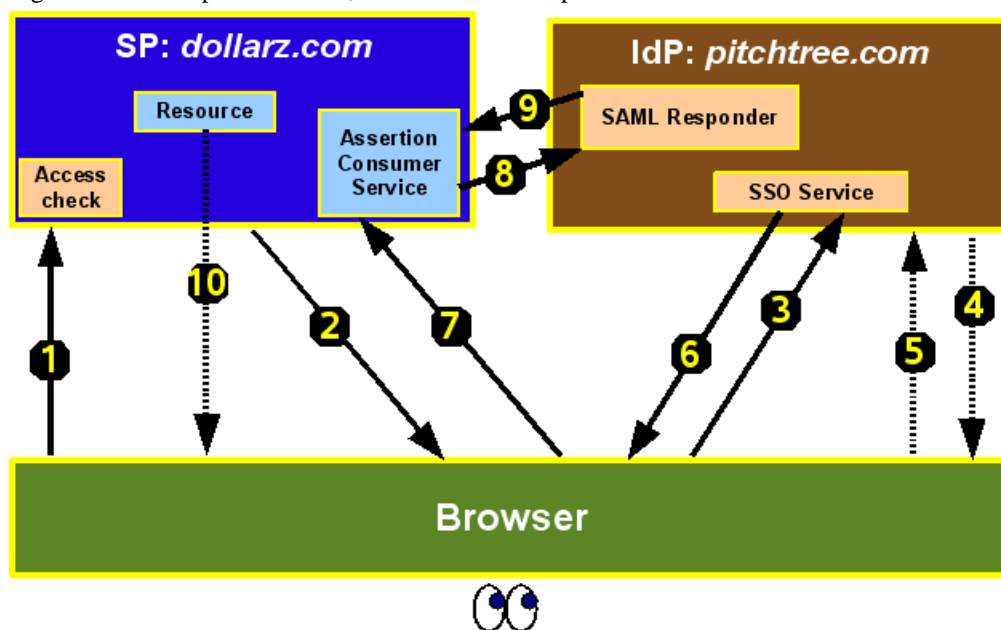 SP: dollarz.com
IdP: pitchtree.com
Resource
Assertion
Consumer
Service
Access
check
SAML Responder
SSO Service
9
8
10
1
2
7
6
3
5
4
Browser